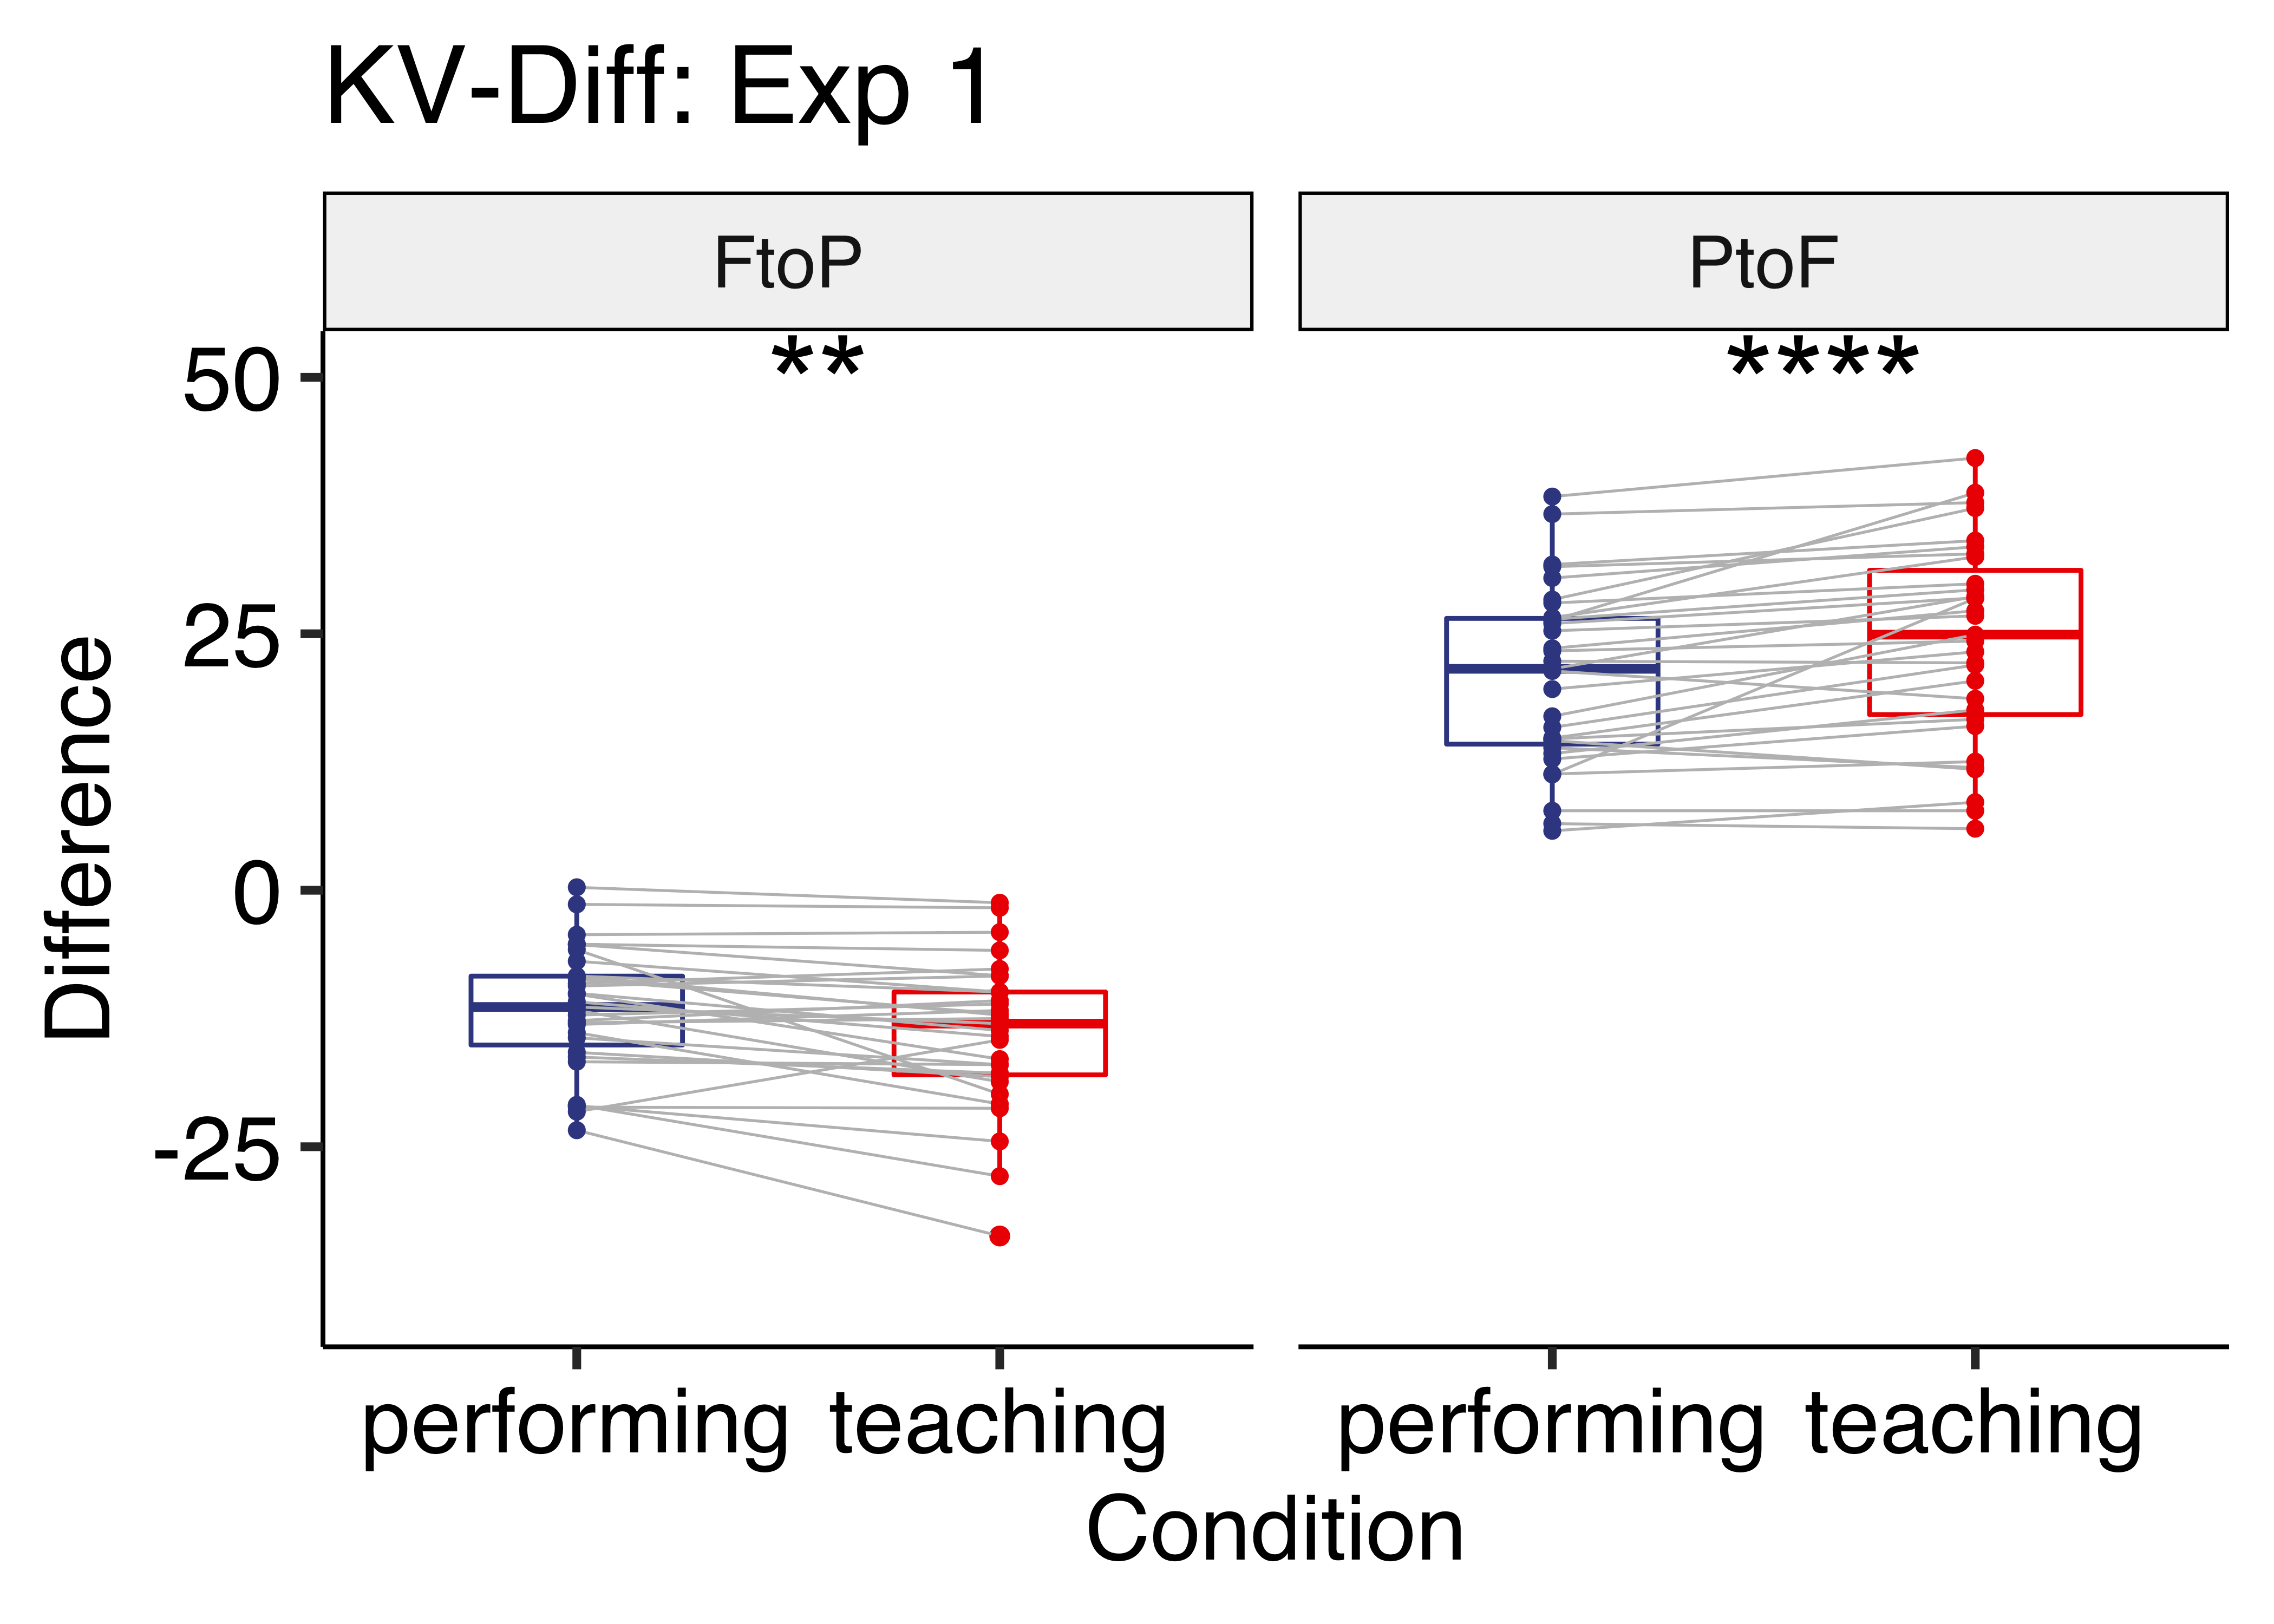 KV-Diff: Exp 1
FtoP
PtoF
**
****
50
25
0
-25
Difference
performing teaching
performing teaching
Condition